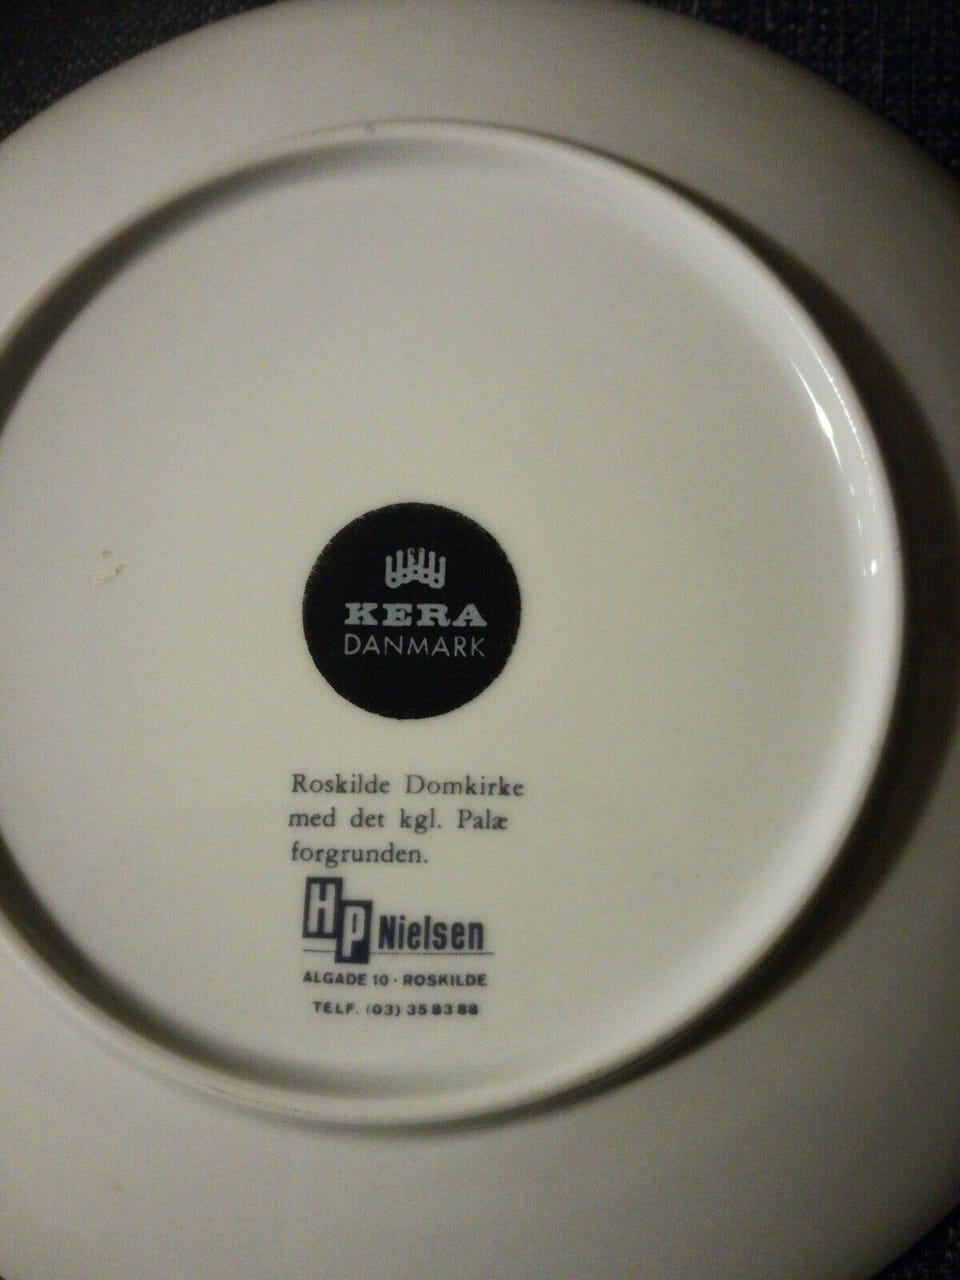 KERA
DANMARK
Roskilde Domkirke
med det kgl. Palæ
forgrunden.
HP Nielsen
ALGADE 10 · ROSKILDE
TELF. (03) 35 83 88